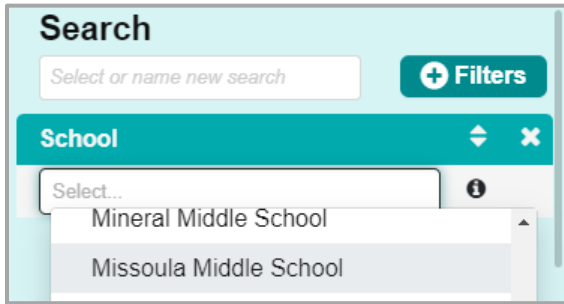 Search
Select or name new search
Filters
School
Select...
Mineral Middle School
Missoula Middle School